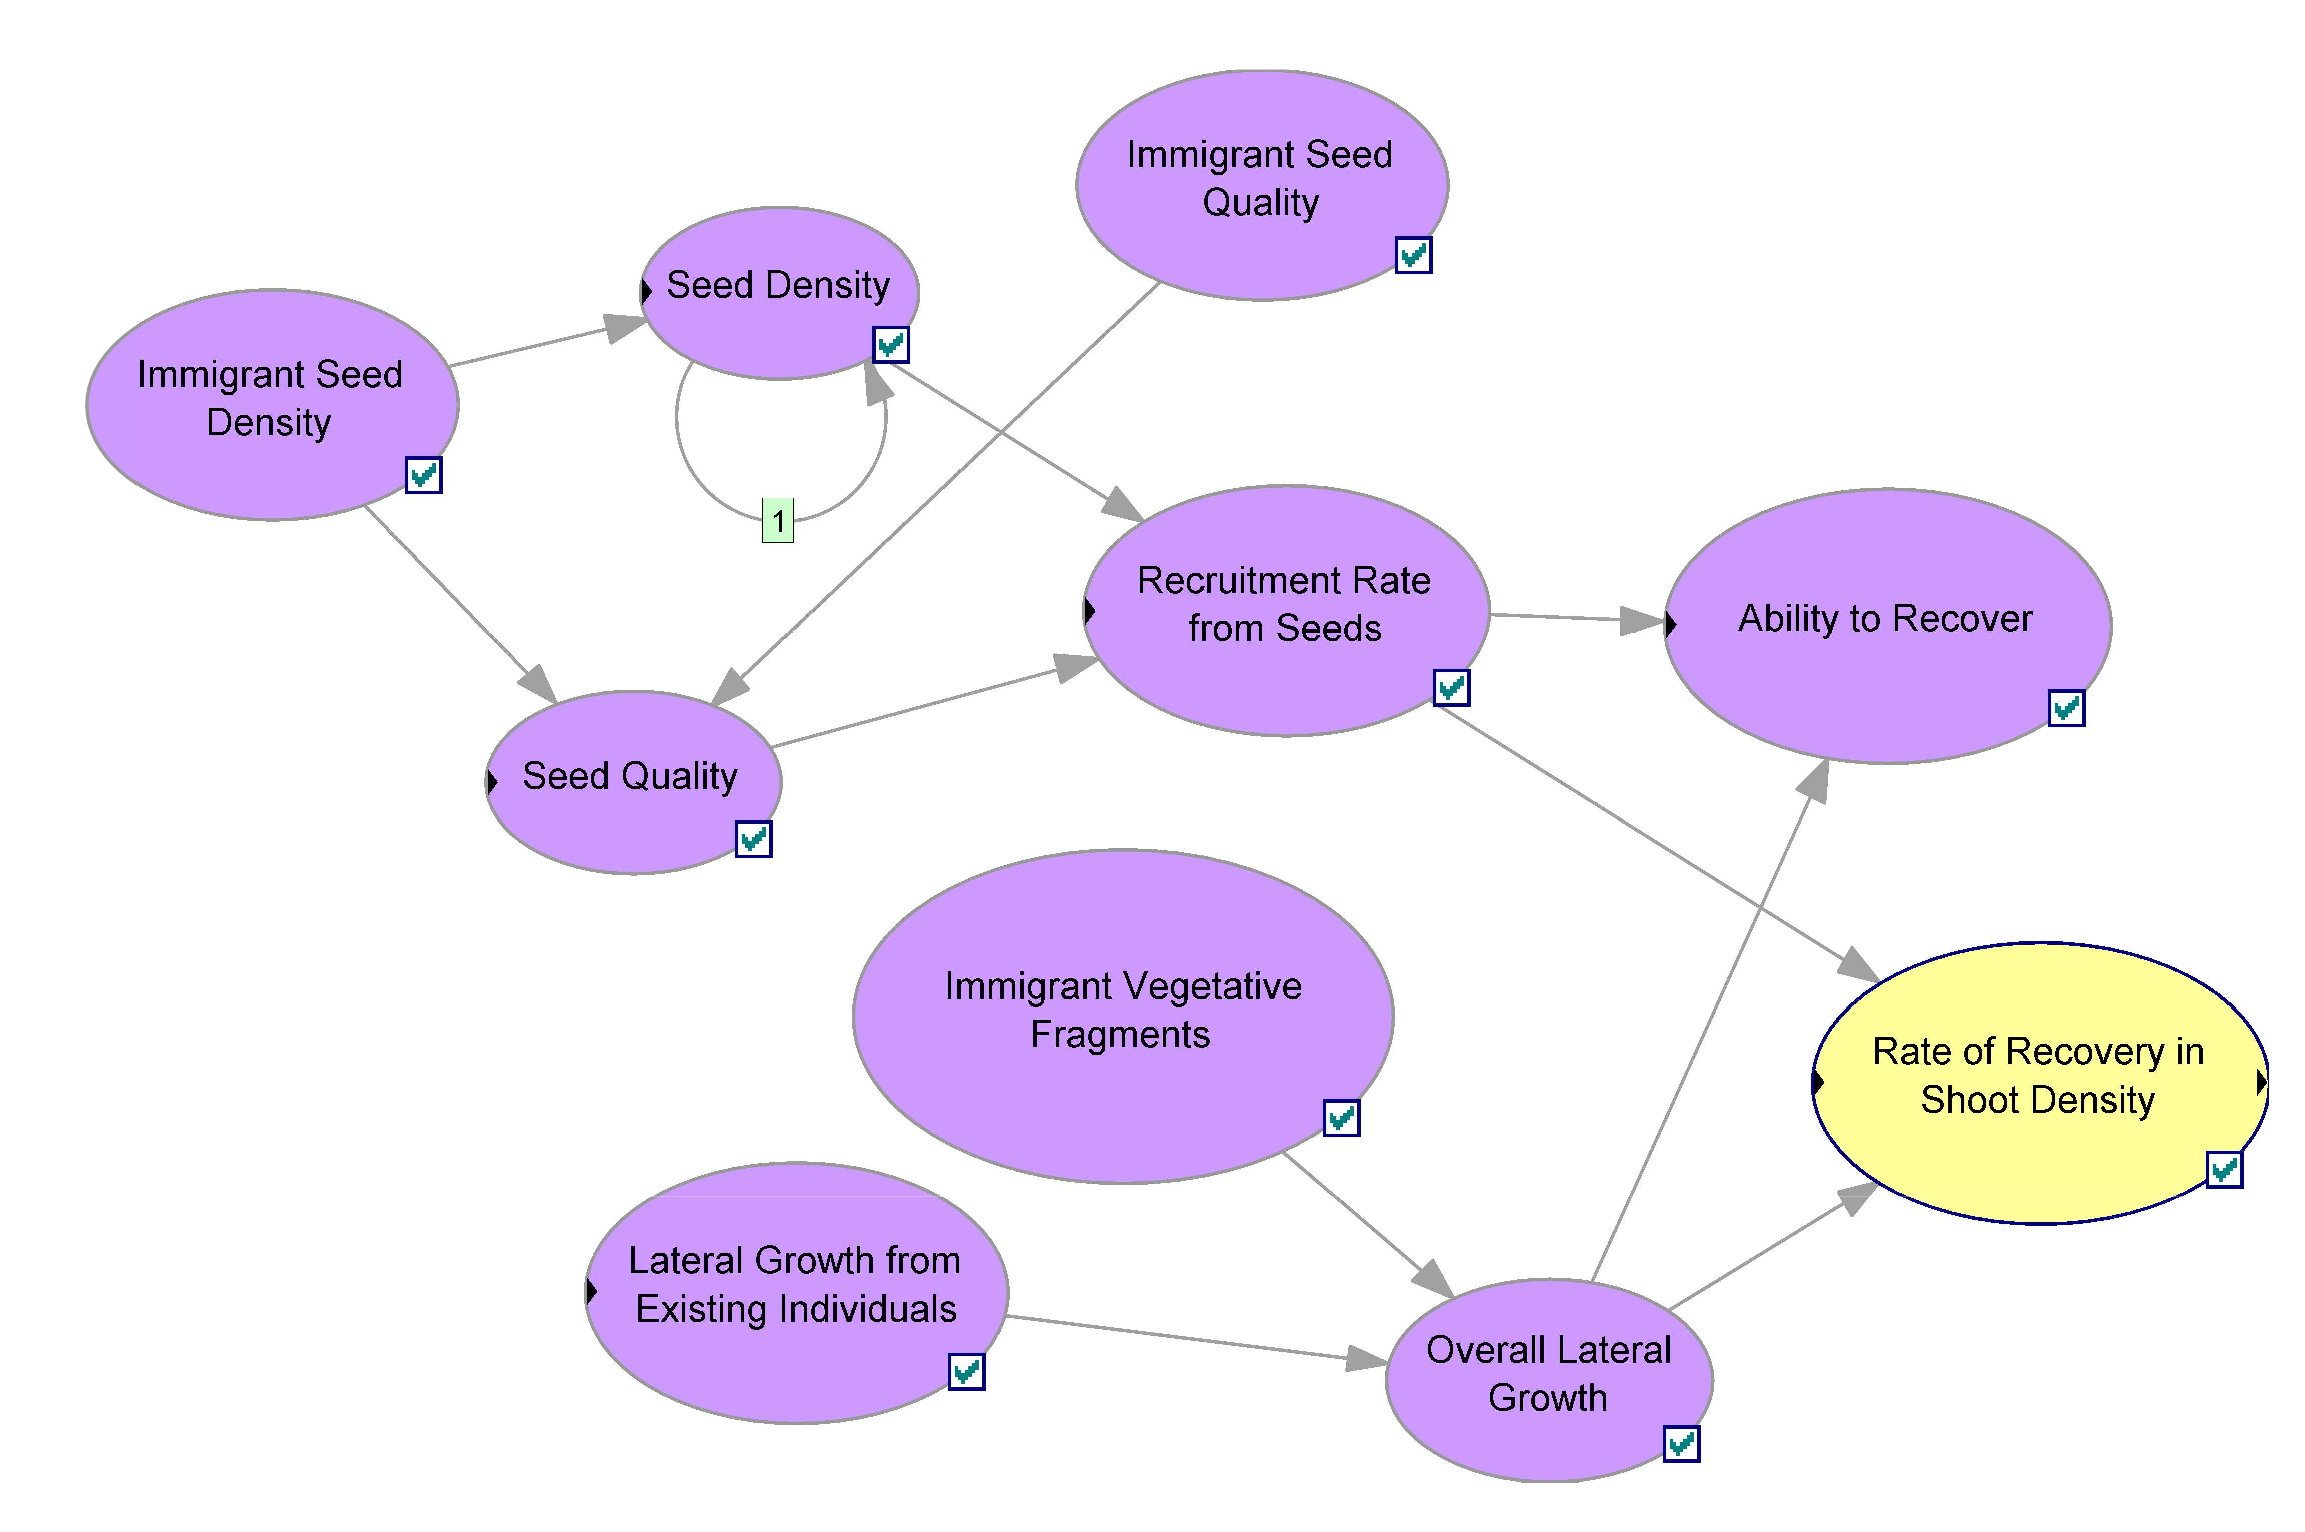 Immigrant Seed
Quality
Seed Density
Immigrant Seed
Density
1
Recruitment Rate
from Seeds
Ability to Recover
Seed Quality
Immigrant Vegetative
Fragments
Rate of Recovery in
Shoot Density
Lateral Growth from
Existing Individuals
Overall Lateral
Growth